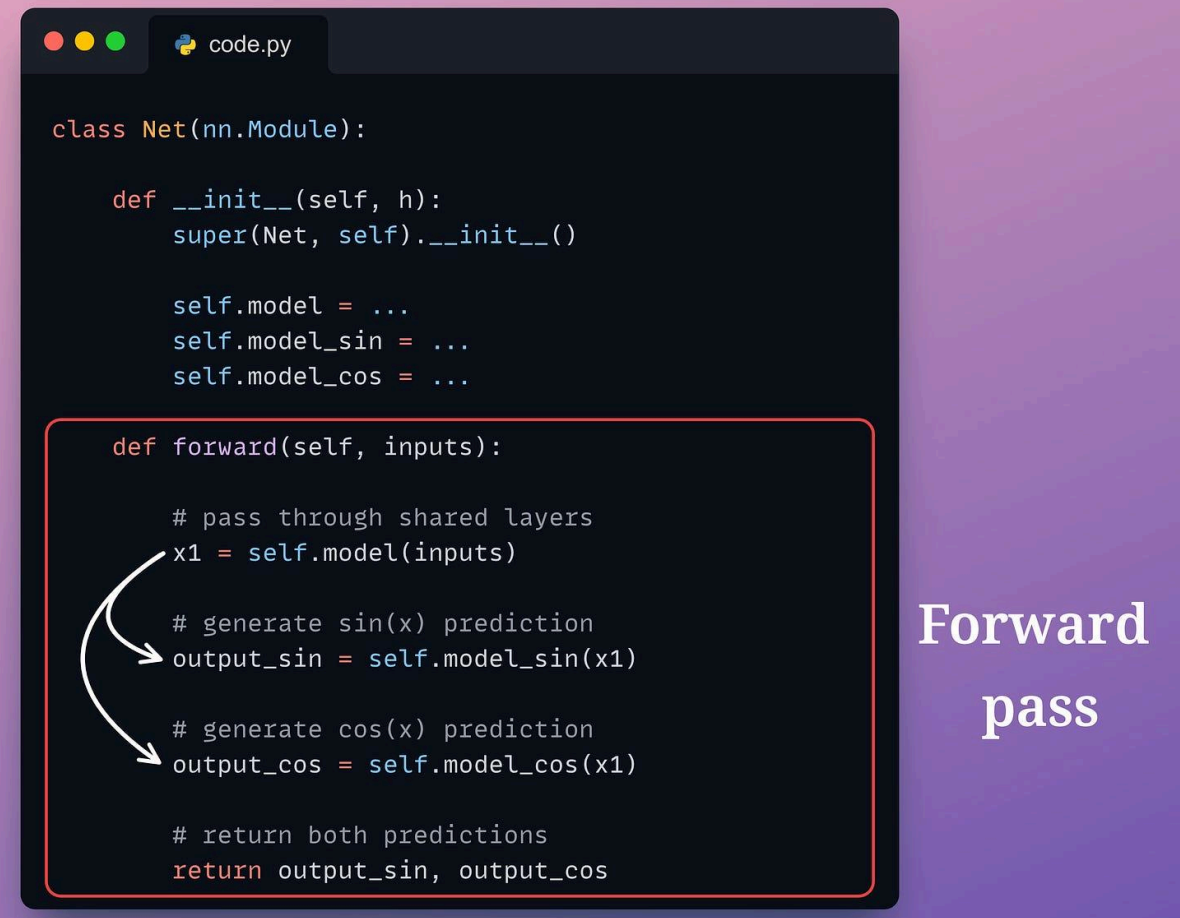 code.py
class Net(nn.Module):
def __init__(self, h):
super(Net, self).__init__()
self.model = ...
self.model_sin = ...
self.model_cos = ...
def forward(self, inputs):
# pass through shared layers
x1 = self.model(inputs)
# generate sin(x) prediction
output_sin = self.model_sin(x1)
# generate cos(x) prediction
output_cos = self.model_cos(x1)
# return both predictions
return output_sin, output_cos
Forward
pass